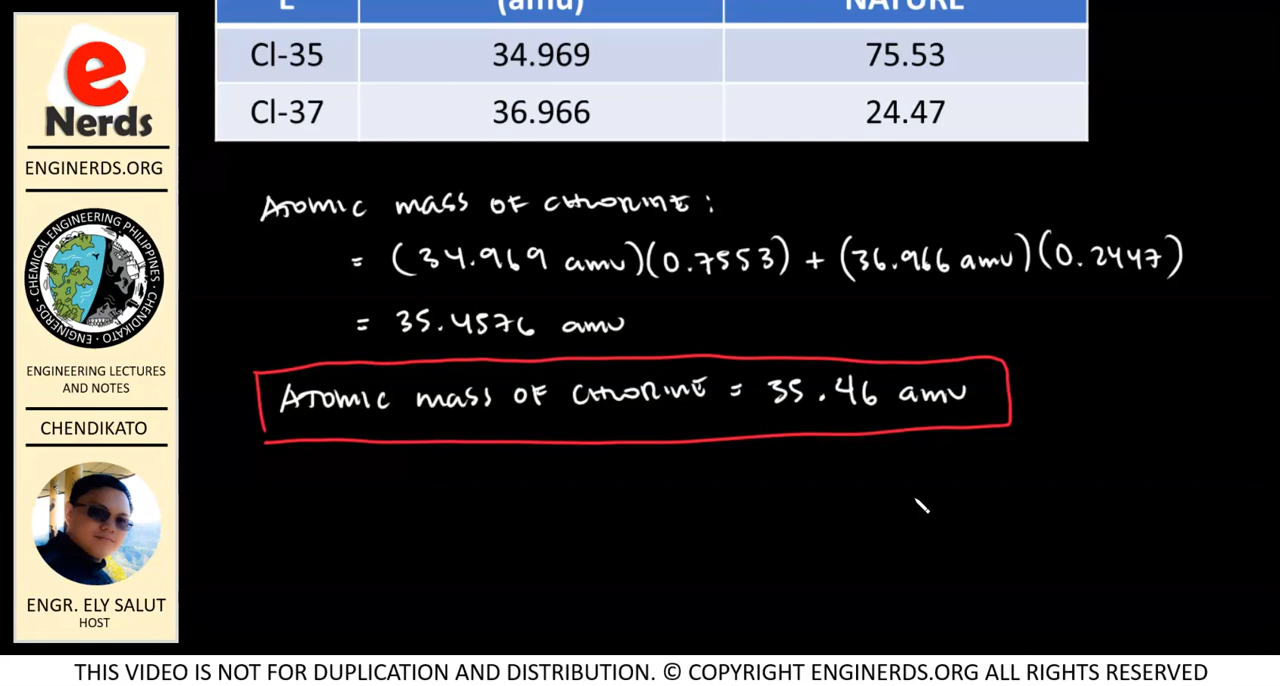 (amu)
NATURE
Cl-35 34.969 75.53
Cl-37 36.966 24.47
ATOMIC MASS OF CHLORINE :
= (34.969 amu)(0.7553) + (36.966 amu)(0.2447)
= 35.4576 amu
ATOMIC MASS OF CHLORINE = 35.46 amu
e
Nerds
ENGINERDS.ORG
CHEMICAL ENGINEERING PHILIPPINES
ENGINERDS · CHENDIKATO
ENGINEERING LECTURES
AND NOTES
CHENDIKATO
ENGR. ELY SALUT
HOST
THIS VIDEO IS NOT FOR DUPLICATION AND DISTRIBUTION. © COPYRIGHT ENGINERDS.ORG ALL RIGHTS RESERVED